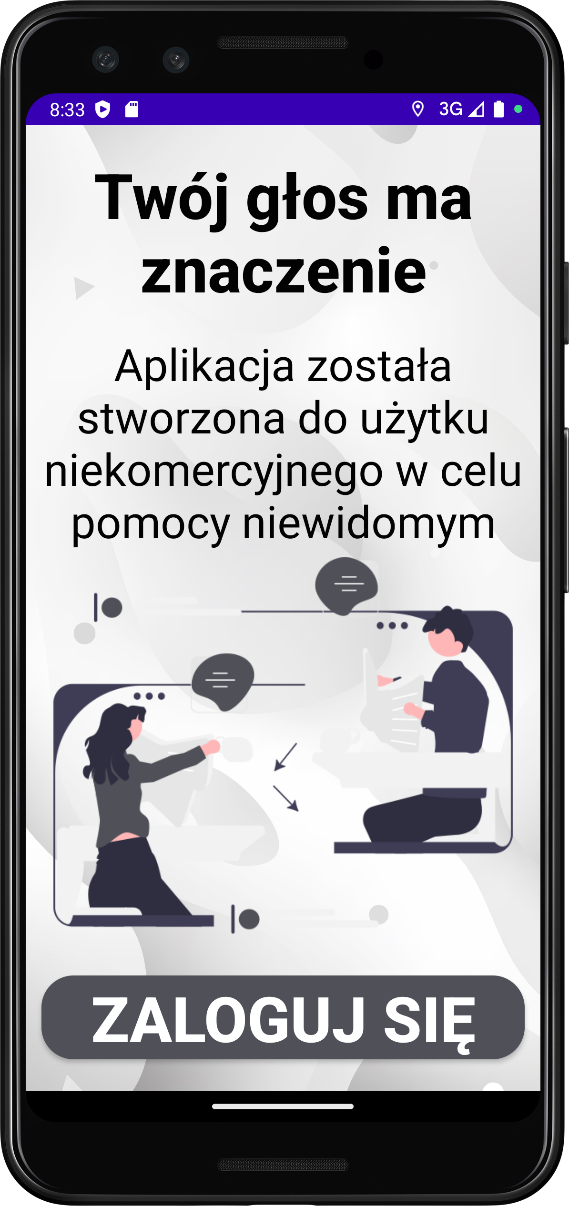 8:33 3G
Twój głos ma
znaczenie
Aplikacja została
stworzona do użytku
niekomercyjnego w celu
pomocy niewidomym
ZALOGUJ SIĘ